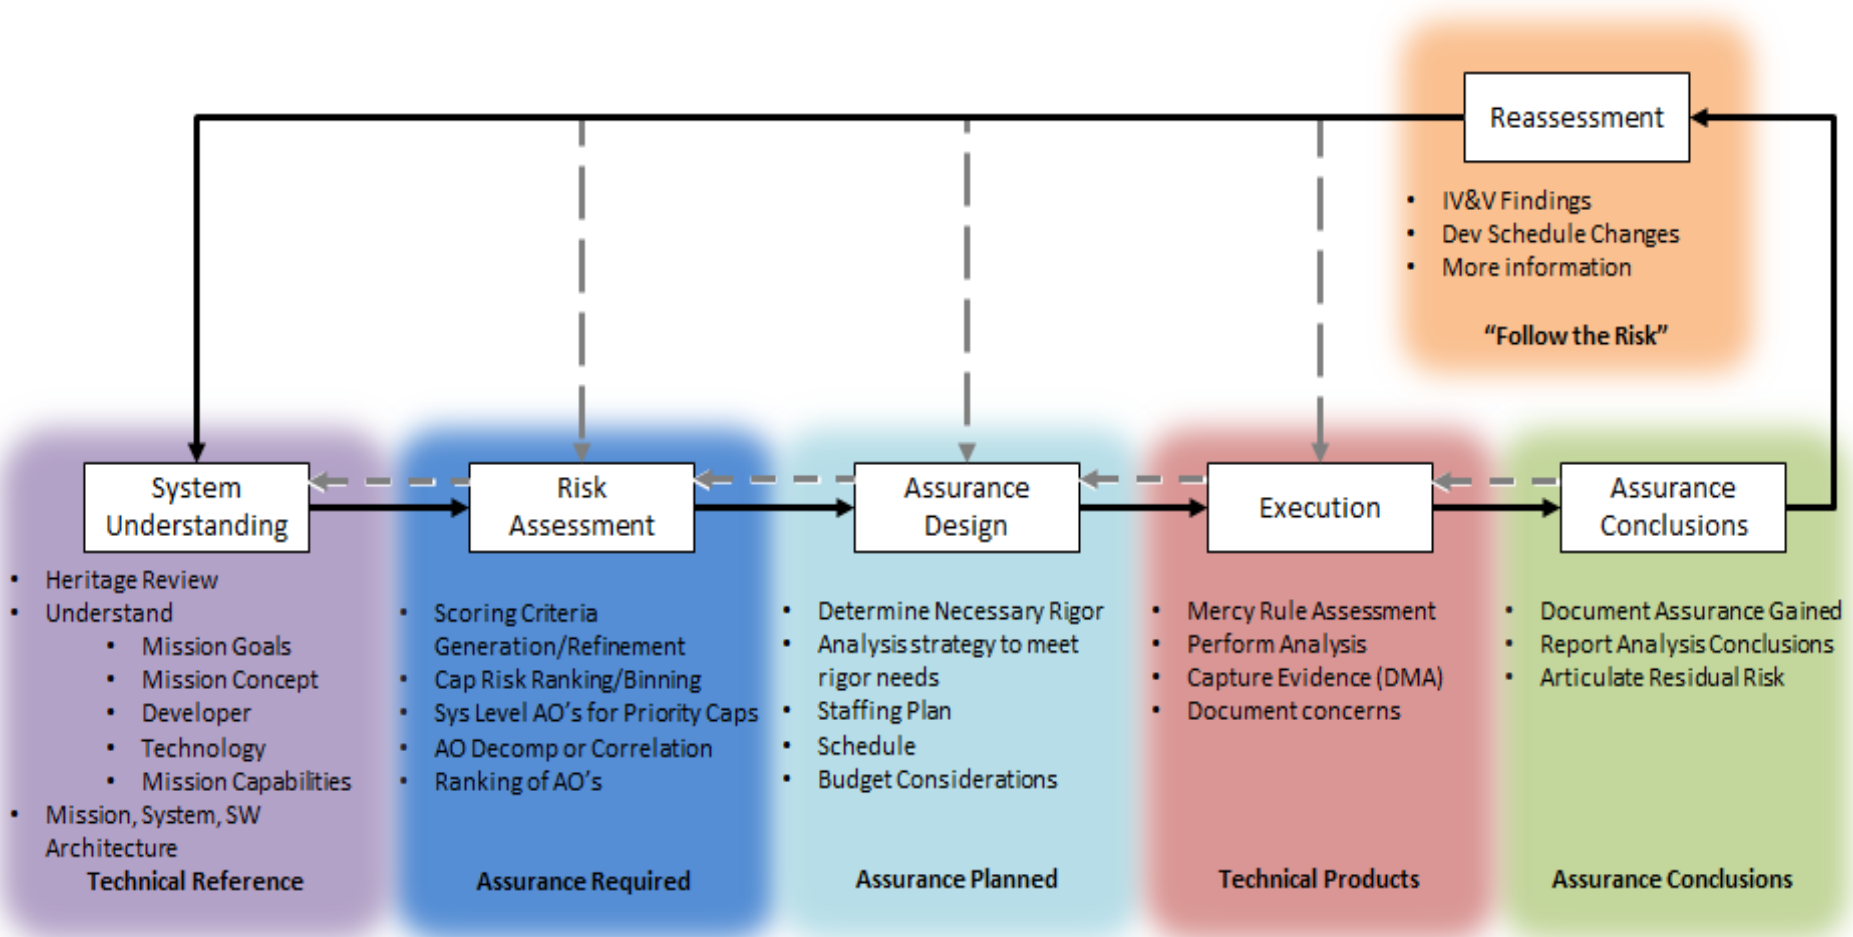 Reassessment
• IV&V Findings
• Dev Schedule Changes
• More information
“Follow the Risk”
System
Understanding
• Heritage Review
• Understand
• Mission Goals
• Mission Concept
• Developer
• Technology
• Mission Capabilities
• Mission, System, SW
Architecture
Technical Reference
Risk
Assessment
• Scoring Criteria
Generation/Refinement
• Cap Risk Ranking/Binning
• Sys Level AO’s for Priority Caps
• AO Decomp or Correlation
• Ranking of AO’s
Assurance Required
Assurance
Design
• Determine Necessary Rigor
• Analysis strategy to meet
rigor needs
• Staffing Plan
• Schedule
• Budget Considerations
Assurance Planned
Execution
• Mercy Rule Assessment
• Perform Analysis
• Capture Evidence (DMA)
• Document concerns
Technical Products
Assurance
Conclusions
• Document Assurance Gained
• Report Analysis Conclusions
• Articulate Residual Risk
Assurance Conclusions